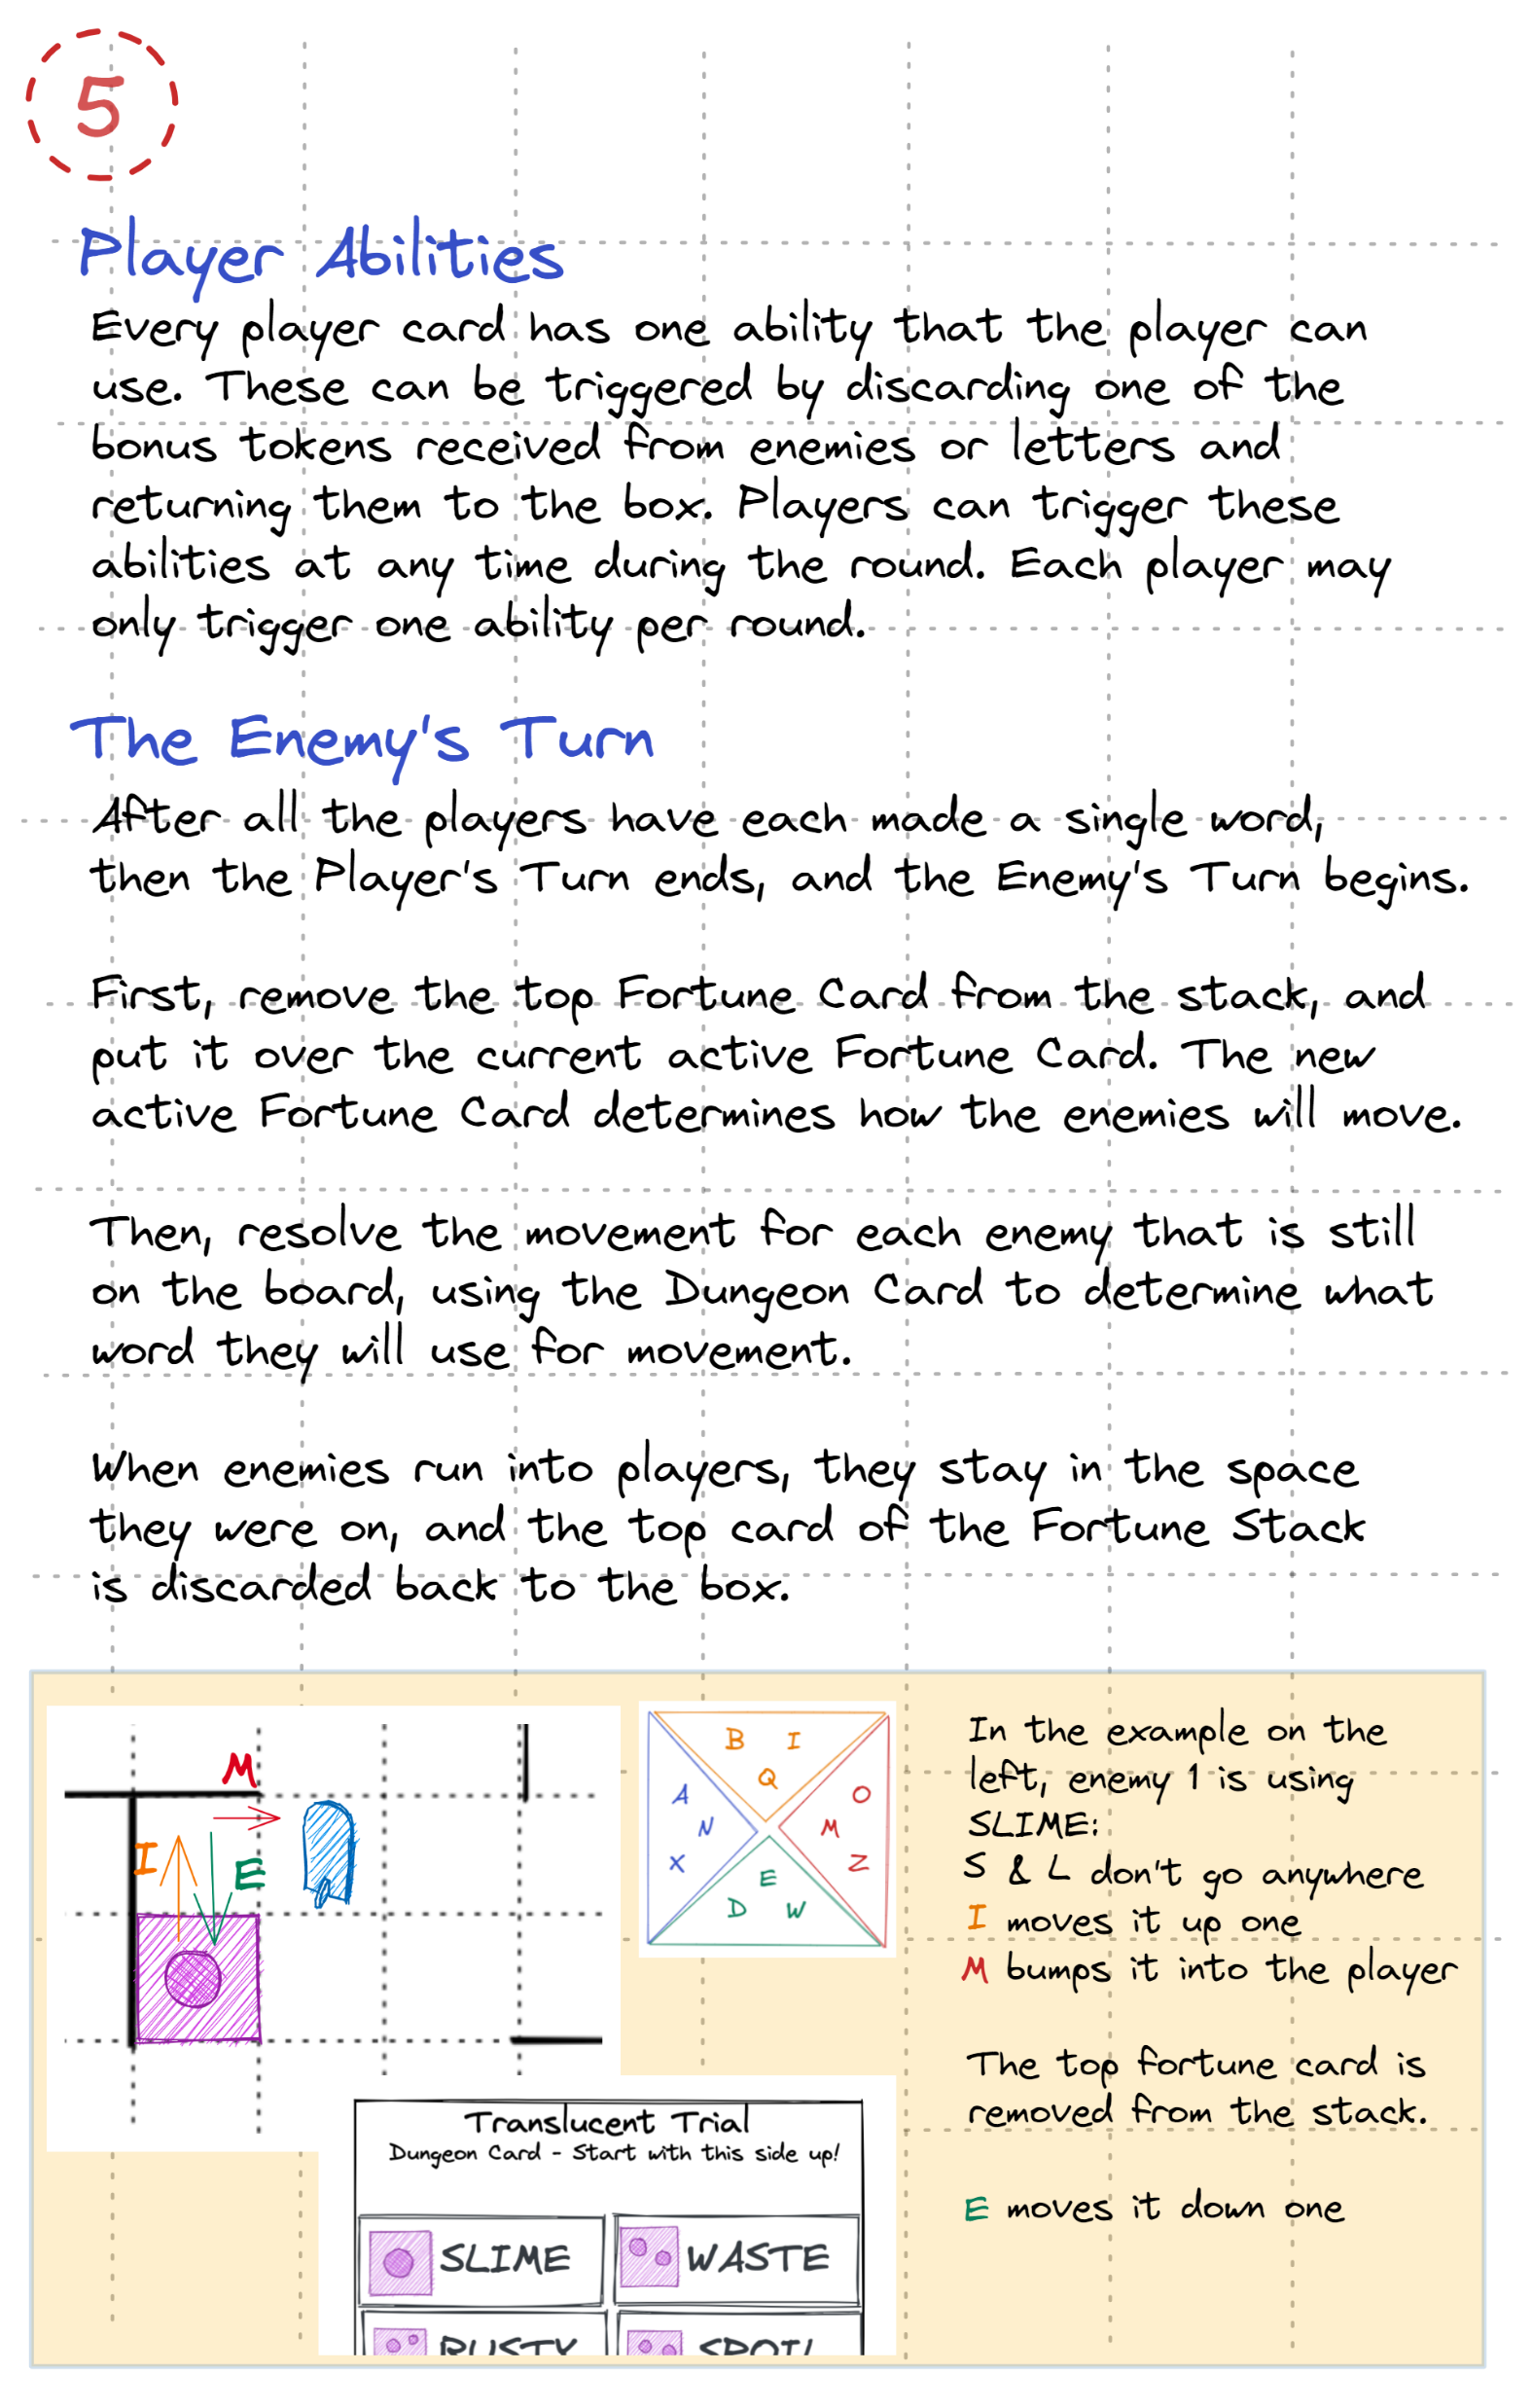 5
Player Abilities
Every player card has one ability that the player can
use. These can be triggered by discarding one of the
bonus tokens received from enemies or letters and
returning them to the box. Players can trigger these
abilities at any time during the round. Each player may
only trigger one ability per round.
The Enemy's Turn
After all the players have each made a single word,
then the Player's Turn ends, and the Enemy's Turn begins.
First, remove the top Fortune Card from the stack, and
put it over the current active Fortune Card. The new
active Fortune Card determines how the enemies will move.
Then, resolve the movement for each enemy that is still
on the board, using the Dungeon Card to determine what
word they will use for movement.
When enemies run into players, they stay in the space
they were on, and the top card of the Fortune Stack
is discarded back to the box.
M
I
E
B I
Q
A
N
X
O
M
Z
E
D W
Translucent Trial
Dungeon Card - Start with this side up!
SLIME
WASTE
RUSTY
SPOIL
In the example on the
left, enemy 1 is using
SLIME:
S & L don't go anywhere
I moves it up one
M bumps it into the player
The top fortune card is
removed from the stack.
E moves it down one